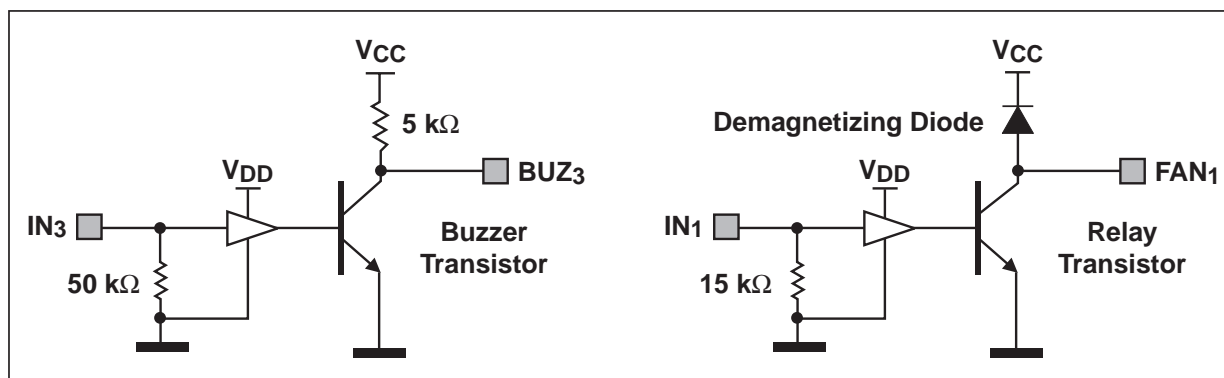 VCC
5 kΩ
VDD
BUZ3
IN3
Buzzer
Transistor
50 kΩ
VCC
Demagnetizing Diode
VDD
FAN1
IN1
Relay
Transistor
15 kΩ